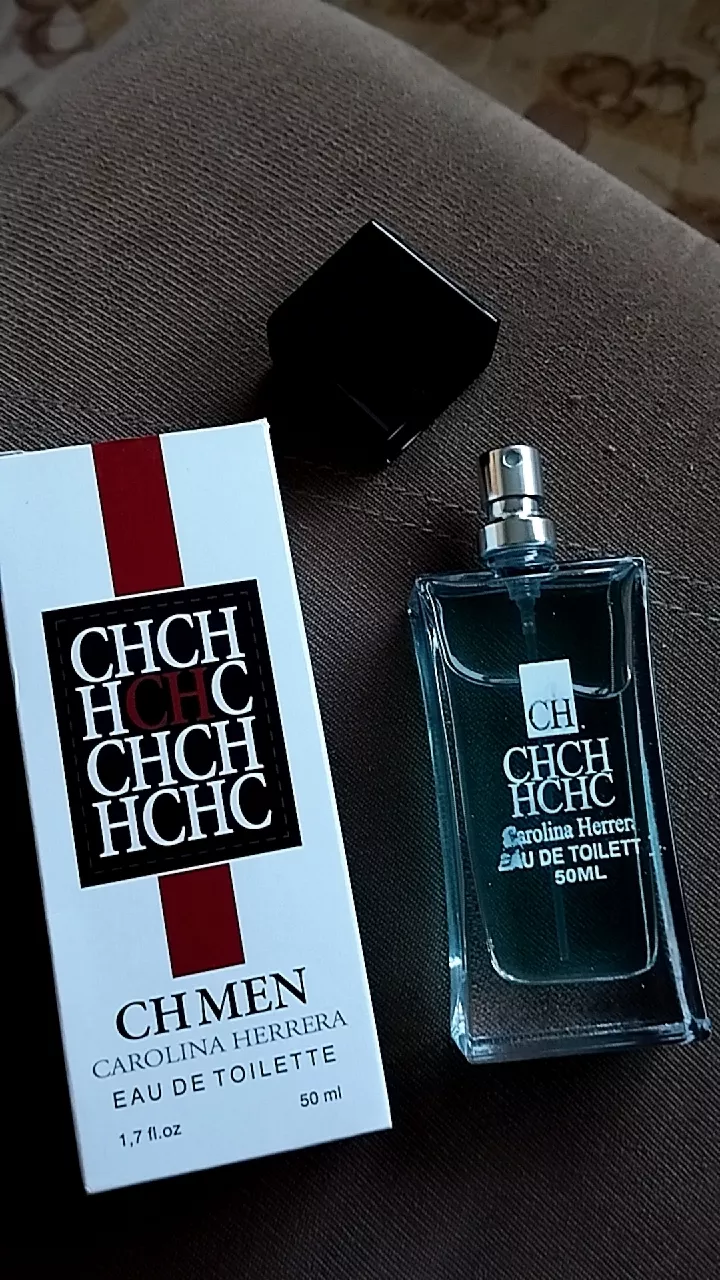 CHCH
HCHC
CHCH
HCHC
CH MEN
CAROLINA HERRERA
EAU DE TOILETTE
50 ml
1,7 fl.oz
CH
CHCH
HCHC
Carolina Herrer
EAU DE TOILETT
50ML